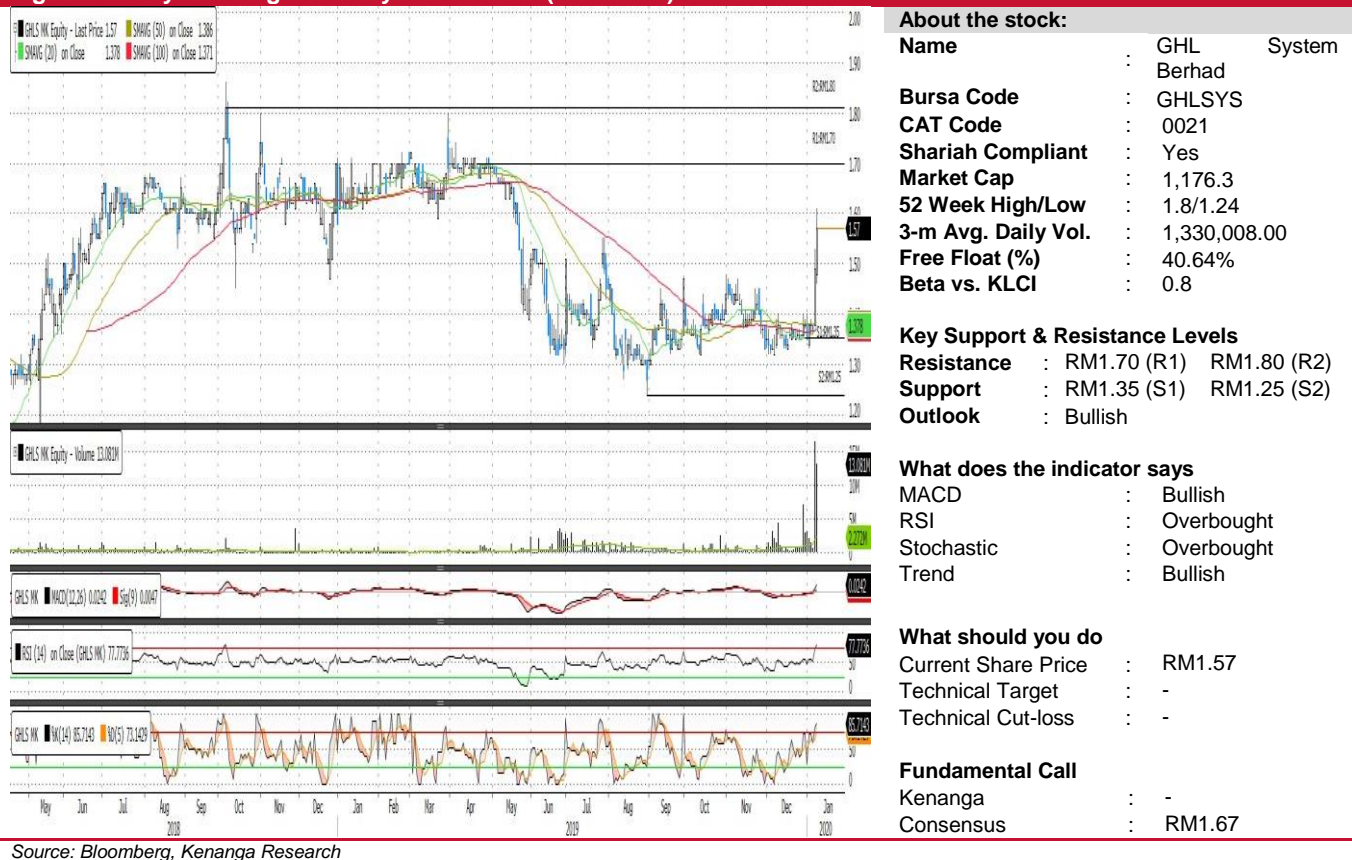 GHLS MK Equity - Last Price 1.57 SMAVG (50) on Close 1.386
SMAVG (20) on Close 1.378 SMAVG (100) on Close 1.371
2.00
1.90
R2:RM1.80
1.80
R1:RM1.70
1.70
1.60
1.57
1.50
1.378
S1:RM1.35
1.30
S2:RM1.25
1.20
GHLS MK Equity - Volume 13.081M
15M
13.081M
10M
5M
2.272M
0
GHLS MK MACD(12,26) 0.0242 Sig(9) 0.0047
0.0242
RSI (14) on Close (GHLS MK) 77.7736
77.7736
50
0
GHLS MK %K(14) 85.7143 %D(5) 73.1429
85.7143
50
0
May Jun Jul Aug Sep Oct Nov Dec Jan Feb Mar Apr May Jun Jul Aug Sep Oct Nov Dec Jan
2018 2019 2020
About the stock:
Name : GHL System
Berhad
Bursa Code : GHLSYS
CAT Code : 0021
Shariah Compliant : Yes
Market Cap : 1,176.3
52 Week High/Low : 1.8/1.24
3-m Avg. Daily Vol. : 1,330,008.00
Free Float (%) : 40.64%
Beta vs. KLCI : 0.8
Key Support & Resistance Levels
Resistance : RM1.70 (R1) RM1.80 (R2)
Support : RM1.35 (S1) RM1.25 (S2)
Outlook : Bullish
What does the indicator says
MACD : Bullish
RSI : Overbought
Stochastic : Overbought
Trend : Bullish
What should you do
Current Share Price : RM1.57
Technical Target : -
Technical Cut-loss : -
Fundamental Call
Kenanga : -
Consensus : RM1.67
Source: Bloomberg, Kenanga Research